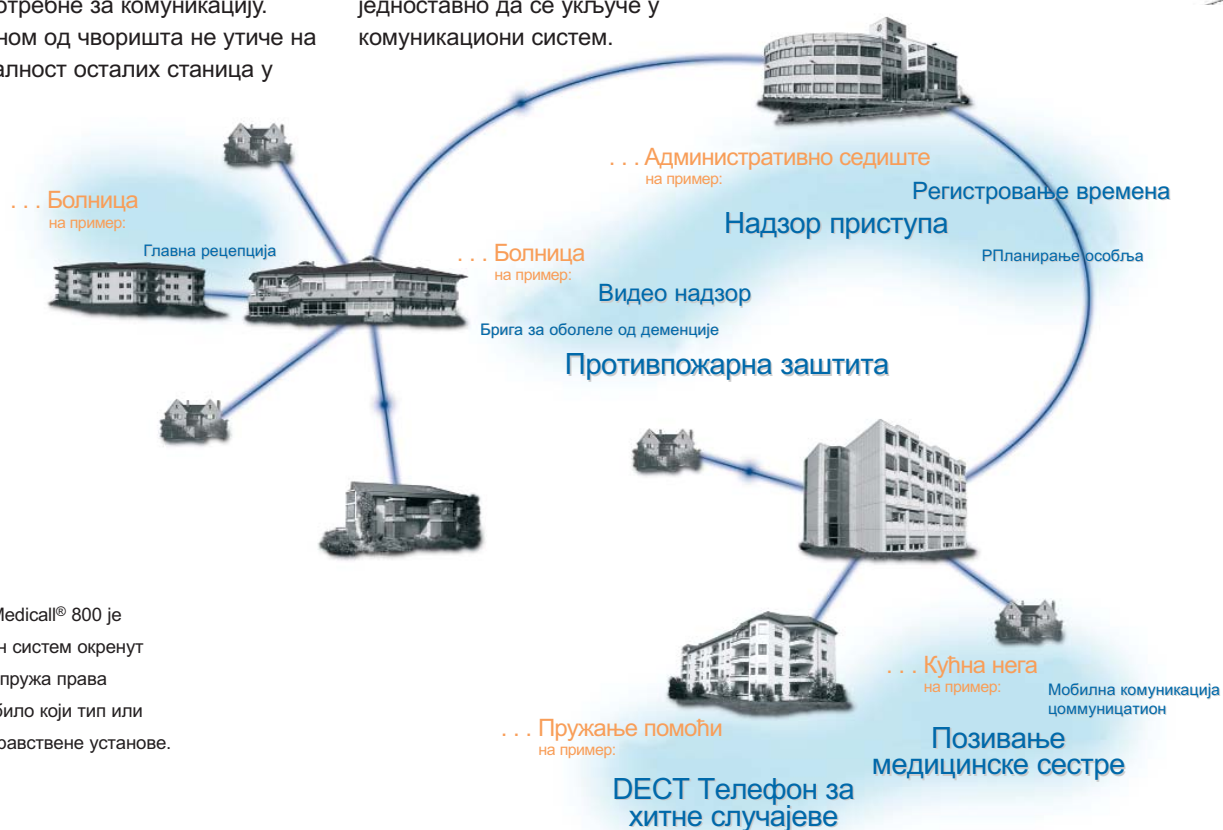 отребне за комуникацију.
ном од чворишта не утиче на
алност осталих станица у
једноставно да се укључе у
комуникациони систем.
. . . Административно седиште
на пример:
Регистровање времена
Надзор приступа
РПланирање особља
. . . Болница
на пример:
Главна рецепција
. . . Болница
на пример:
Видео надзор
Брига за оболеле од деменције
Противпожарна заштита
Medicall® 800 је
н систем окренут
пружа права
било који тип или
равствене установе.
. . . Кућна нега
на пример:
Мобилна комуникација
цоммуницатион
Позивање
медицинске сестре
. . . Пружање помоћи
на пример:
DECT Телефон за
хитне случајеве